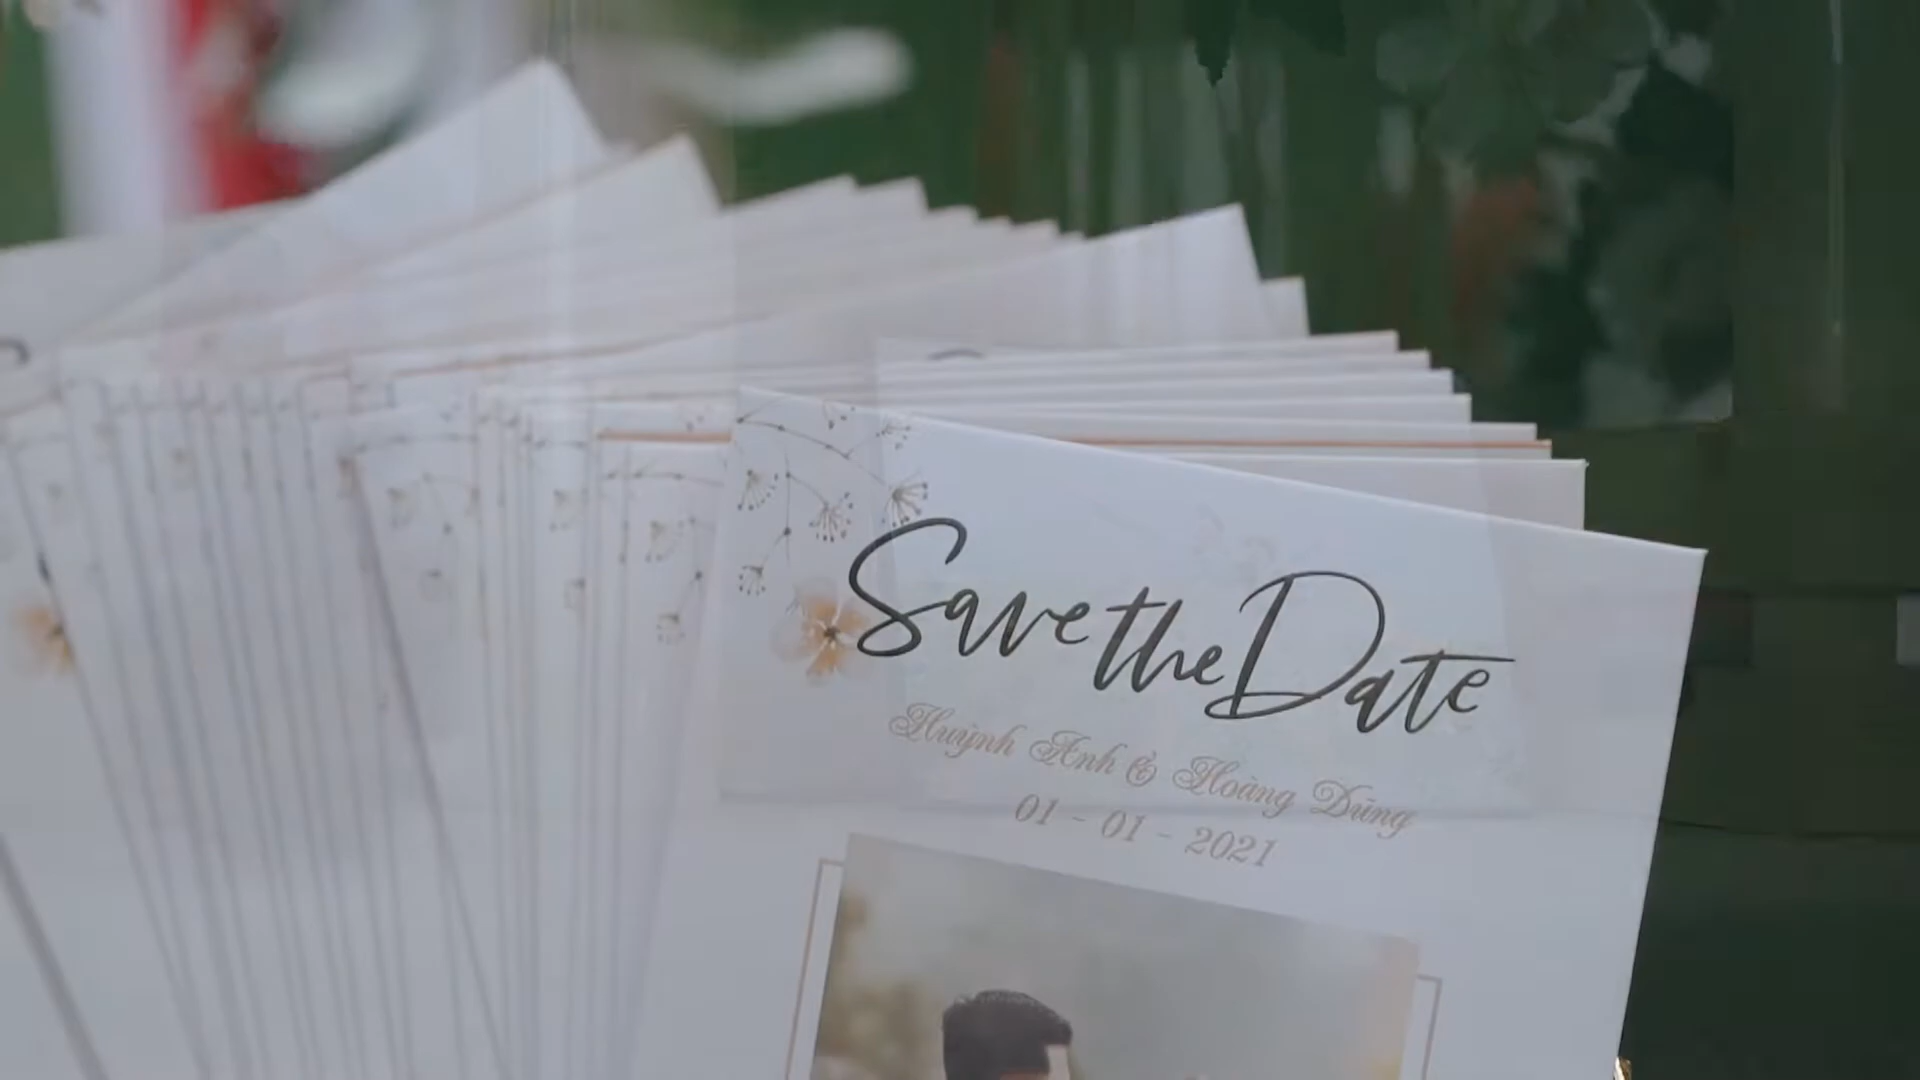 Save the Date
Huỳnh Anh & Hoàng Dũng
01 - 01 - 2021